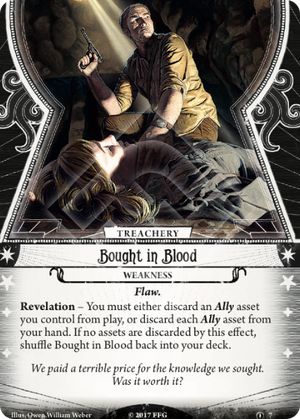 TREACHERY
Bought in Blood
WEAKNESS
Flaw.
Revelation – You must either discard an Ally asset
you control from play, or discard each Ally asset from
your hand. If no assets are discarded by this effect,
shuffle Bought in Blood back into your deck.
We paid a terrible price for the knowledge we sought.
Was it worth it?
Illus. Owen William Weber
© 2017 FFG
7